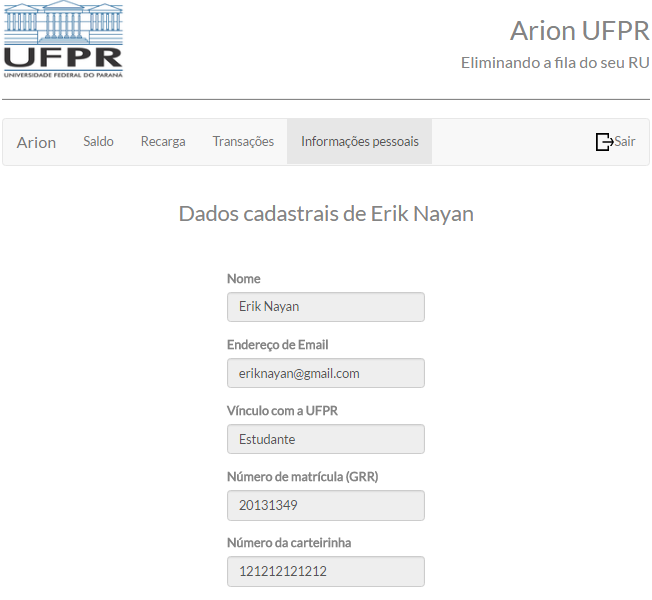 UFPR
UNIVERSIDADE FEDERAL DO PARANÁ
Arion UFPR
Eliminando a fila do seu RU
Arion Saldo Recarga Transações Informações pessoais Sair
Dados cadastrais de Erik Nayan
Nome
Erik Nayan
Endereço de Email
eriknayan@gmail.com
Vínculo com a UFPR
Estudante
Número de matrícula (GRR)
20131349
Número da carteirinha
121212121212